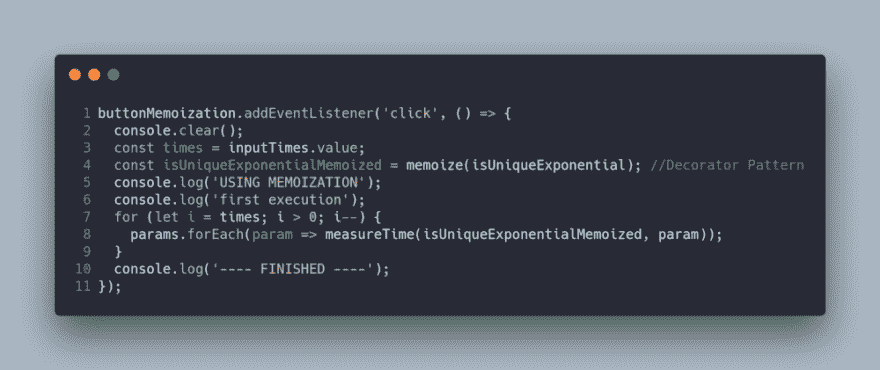 1 buttonMemoization.addEventListener('click', () => {
2   console.clear();
3   const times = inputTimes.value;
4   const isUniqueExponentialMemoized = memoize(isUniqueExponential); //Decorator Pattern
5   console.log('USING MEMOIZATION');
6   console.log('first execution');
7   for (let i = times; i > 0; i--) {
8     params.forEach(param => measureTime(isUniqueExponentialMemoized, param));
9   }
10   console.log('---- FINISHED ----');
11 });